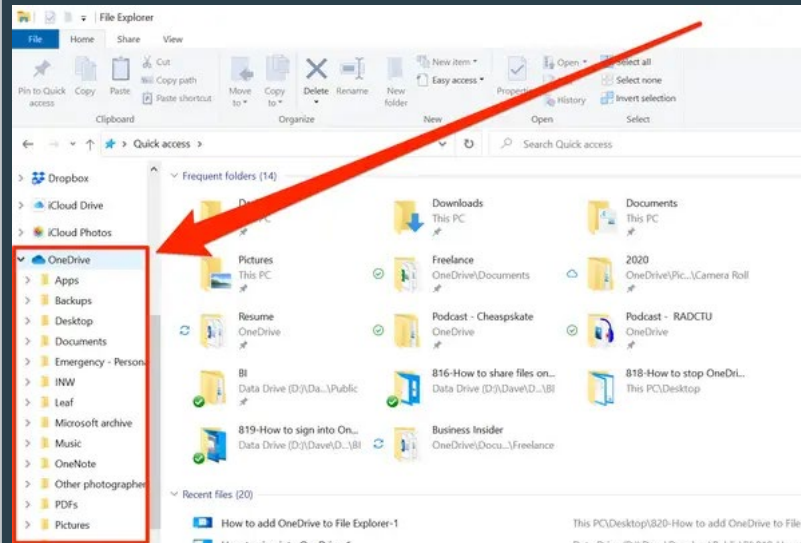 File Explorer
File Home Share View
Pin to Quick access
Copy
Paste
Cut
Copy path
Paste shortcut
Clipboard
Move to
Copy to
Delete
Rename
Organize
New folder
New item
Easy access
New
Open
History
Open
Select all
Select none
Invert selection
Select
Quick access
Search Quick access
Dropbox
iCloud Drive
iCloud Photos
OneDrive
Apps
Backups
Desktop
Documents
Emergency - Person
INW
Leaf
Microsoft archive
Music
OneNote
Other photographer
PDFs
Pictures
Frequent folders (14)
Downloads
This PC
Documents
This PC
Pictures
This PC
Freelance
OneDrive\Documents
2020
OneDrive\Pic...\Camera Roll
Resume
OneDrive
Podcast - Cheaspskate
OneDrive
Podcast - RADCTU
OneDrive
BI
Data Drive (D:)\Da...\Public
816-How to share files on...
Data Drive (D:)\Dave\D...\BI
818-How to stop OneDri...
This PC\Desktop
819-How to sign into On...
Data Drive (D:)\Dave\D...\BI
Business Insider
OneDrive\Docu...\Freelance
Recent files (20)
How to add OneDrive to File Explorer-1
This PC\Desktop\820-How to add OneDrive to File